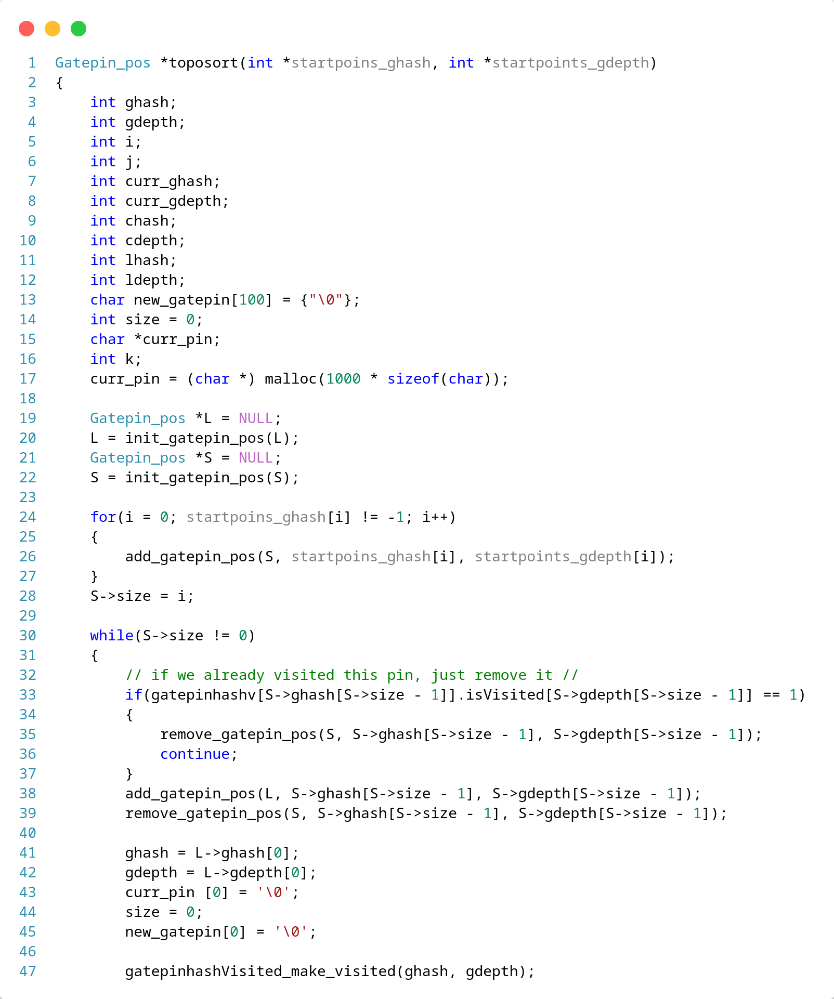 1 Gatepin_pos *toposort(int *startpoins_ghash, int *startpoints_gdepth)
2 {
3     int ghash;
4     int gdepth;
5     int i;
6     int j;
7     int curr_ghash;
8     int curr_gdepth;
9     int chash;
10     int cdepth;
11     int lhash;
12     int ldepth;
13     char new_gatepin[100] = {"\0"};
14     int size = 0;
15     char *curr_pin;
16     int k;
17     curr_pin = (char *) malloc(1000 * sizeof(char));
18
19     Gatepin_pos *L = NULL;
20     L = init_gatepin_pos(L);
21     Gatepin_pos *S = NULL;
22     S = init_gatepin_pos(S);
23
24     for(i = 0; startpoins_ghash[i] != -1; i++)
25     {
26         add_gatepin_pos(S, startpoins_ghash[i], startpoints_gdepth[i]);
27     }
28     S->size = i;
29
30     while(S->size != 0)
31     {
32         // if we already visited this pin, just remove it //
33         if(gatepinhashv[S->ghash[S->size - 1]].isVisited[S->gdepth[S->size - 1]] == 1)
34         {
35             remove_gatepin_pos(S, S->ghash[S->size - 1], S->gdepth[S->size - 1]);
36             continue;
37         }
38         add_gatepin_pos(L, S->ghash[S->size - 1], S->gdepth[S->size - 1]);
39         remove_gatepin_pos(S, S->ghash[S->size - 1], S->gdepth[S->size - 1]);
40
41         ghash = L->ghash[0];
42         gdepth = L->gdepth[0];
43         curr_pin [0] = '\0';
44         size = 0;
45         new_gatepin[0] = '\0';
46
47         gatepinhashVisited_make_visited(ghash, gdepth);